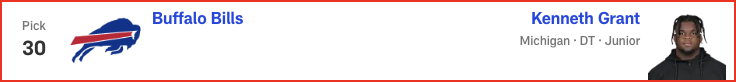 Pick
30
Buffalo Bills
Kenneth Grant
Michigan · DT · Junior